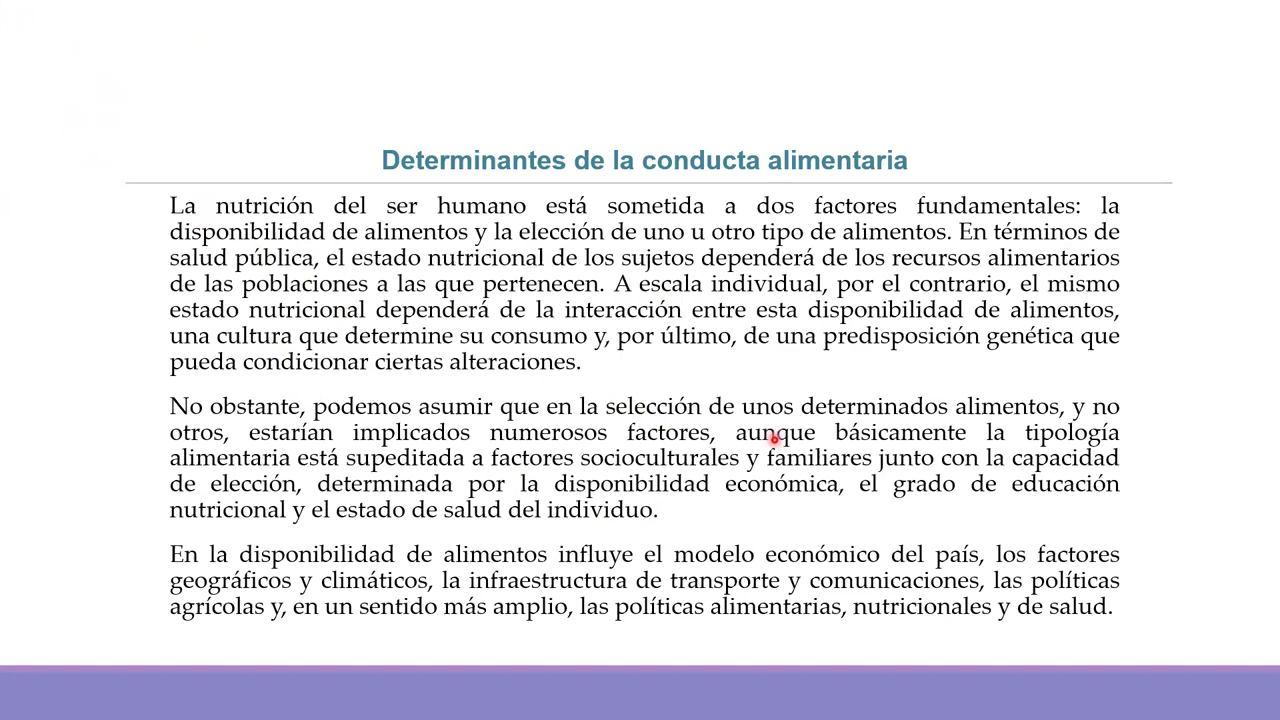 Determinantes de la conducta alimentaria
La nutrición del ser humano está sometida a dos factores fundamentales: la
disponibilidad de alimentos y la elección de uno u otro tipo de alimentos. En términos de
salud pública, el estado nutricional de los sujetos dependerá de los recursos alimentarios
de las poblaciones a las que pertenecen. A escala individual, por el contrario, el mismo
estado nutricional dependerá de la interacción entre esta disponibilidad de alimentos,
una cultura que determine su consumo y, por último, de una predisposición genética que
pueda condicionar ciertas alteraciones.
No obstante, podemos asumir que en la selección de unos determinados alimentos, y no
otros, estarían implicados numerosos factores, aunque básicamente la tipología
alimentaria está supeditada a factores socioculturales y familiares junto con la capacidad
de elección, determinada por la disponibilidad económica, el grado de educación
nutricional y el estado de salud del individuo.
En la disponibilidad de alimentos influye el modelo económico del país, los factores
geográficos y climáticos, la infraestructura de transporte y comunicaciones, las políticas
agrícolas y, en un sentido más amplio, las políticas alimentarias, nutricionales y de salud.